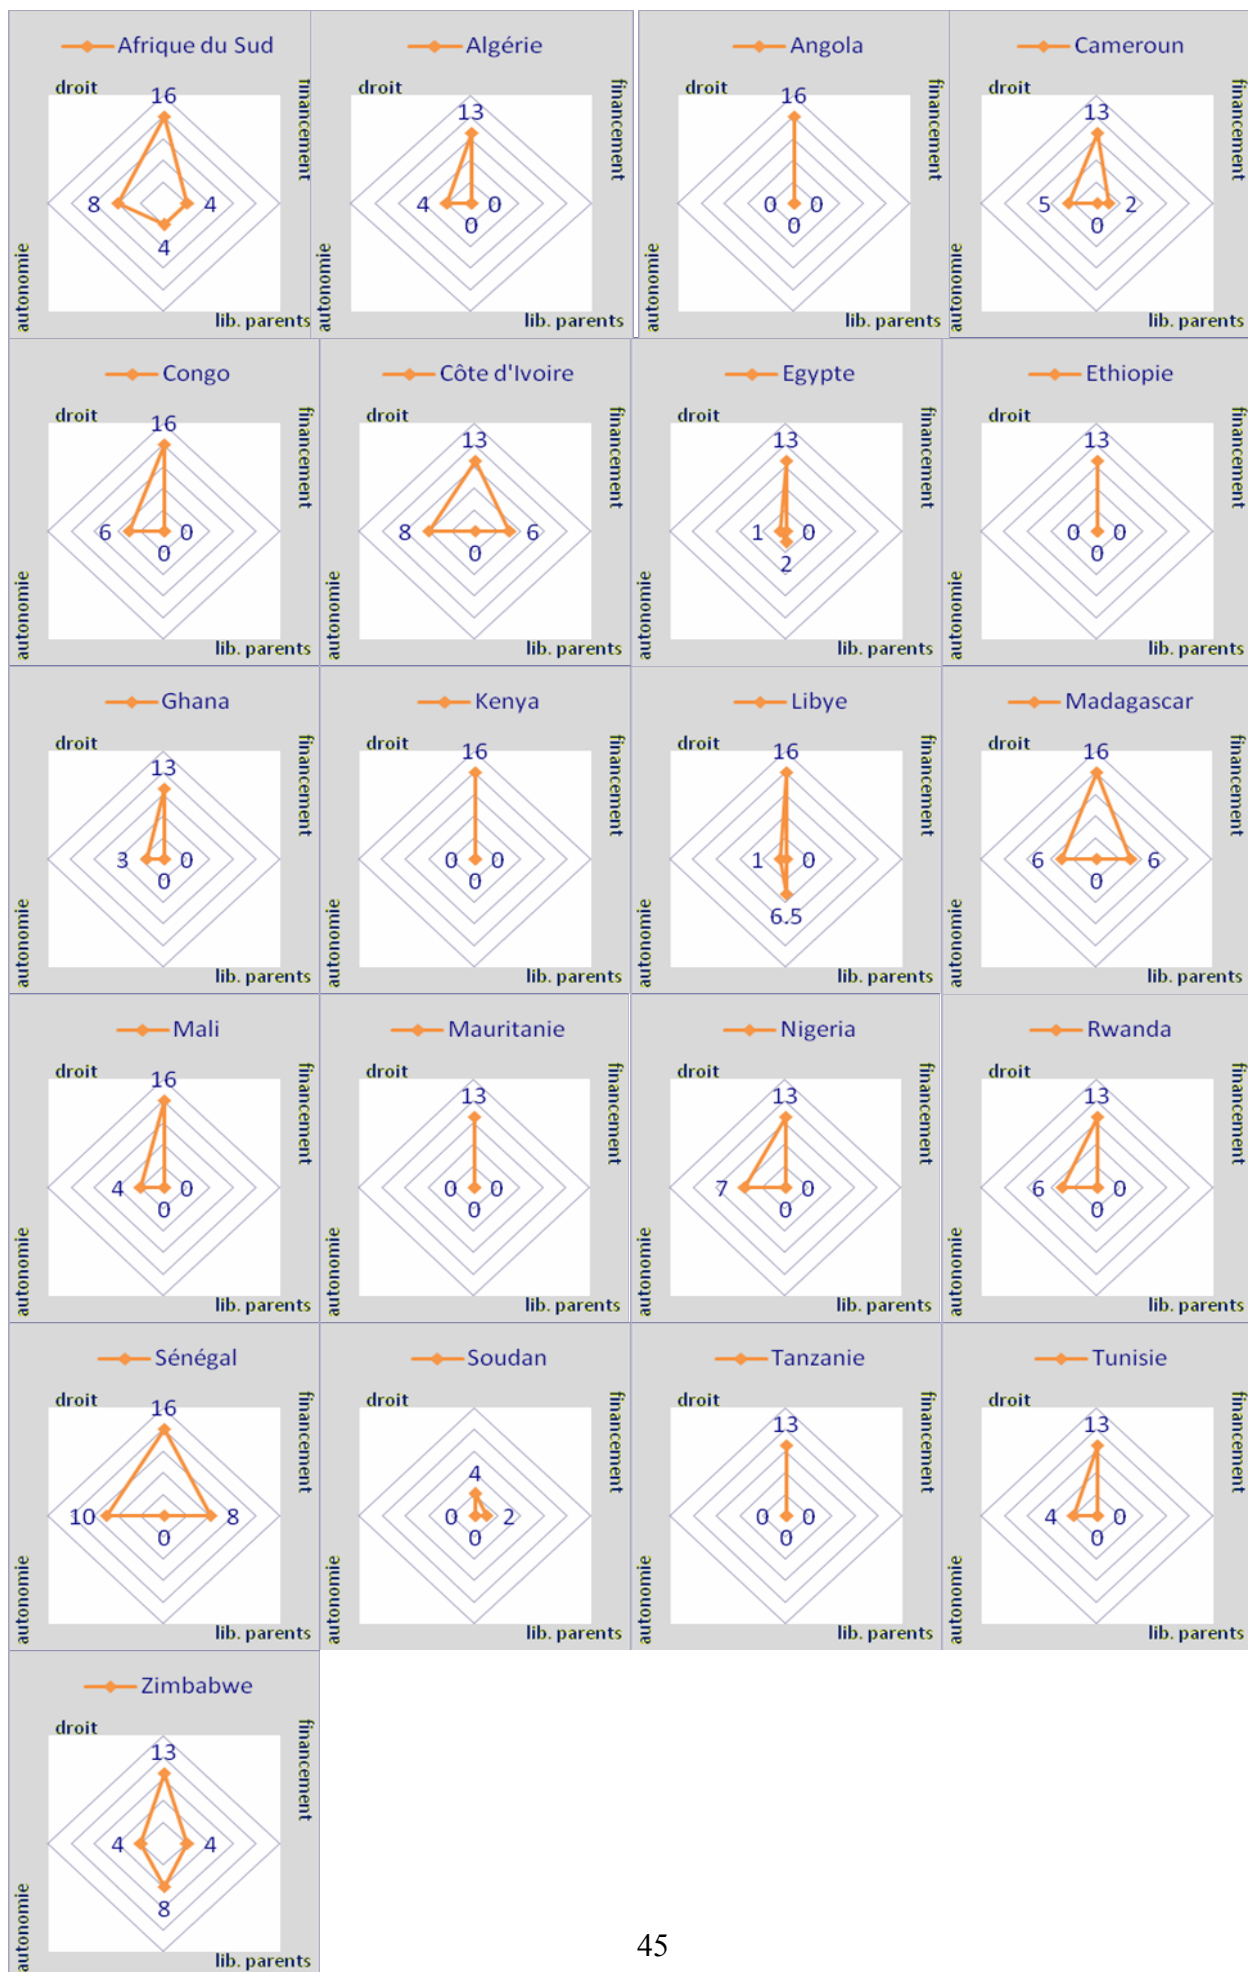 Afrique du Sud
droit
financement
16
8
4
4
autonomie
lib. parents
Algérie
droit
financement
13
4
0
0
autonomie
lib. parents
Angola
droit
financement
16
0
0
0
autonomie
lib. parents
Cameroun
droit
financement
13
5
2
0
autonomie
lib. parents
Congo
droit
financement
16
6
0
0
autonomie
lib. parents
Côte d'Ivoire
droit
financement
13
8
6
0
autonomie
lib. parents
Egypte
droit
financement
13
1
0
2
autonomie
lib. parents
Ethiopie
droit
financement
13
0
0
0
autonomie
lib. parents
Ghana
droit
financement
13
3
0
0
autonomie
lib. parents
Kenya
droit
financement
16
0
0
0
autonomie
lib. parents
Libye
droit
financement
16
1
0
6.5
autonomie
lib. parents
Madagascar
droit
financement
16
6
6
0
autonomie
lib. parents
Mali
droit
financement
16
4
0
0
autonomie
lib. parents
Mauritanie
droit
financement
13
0
0
0
autonomie
lib. parents
Nigeria
droit
financement
13
7
0
0
autonomie
lib. parents
Rwanda
droit
financement
13
6
0
0
autonomie
lib. parents
Sénégal
droit
financement
16
10
8
0
autonomie
lib. parents
Soudan
droit
financement
4
0
2
0
autonomie
lib. parents
Tanzanie
droit
financement
13
0
0
0
autonomie
lib. parents
Tunisie
droit
financement
13
4
0
0
autonomie
lib. parents
Zimbabwe
droit
financement
13
4
4
8
autonomie
lib. parents
45